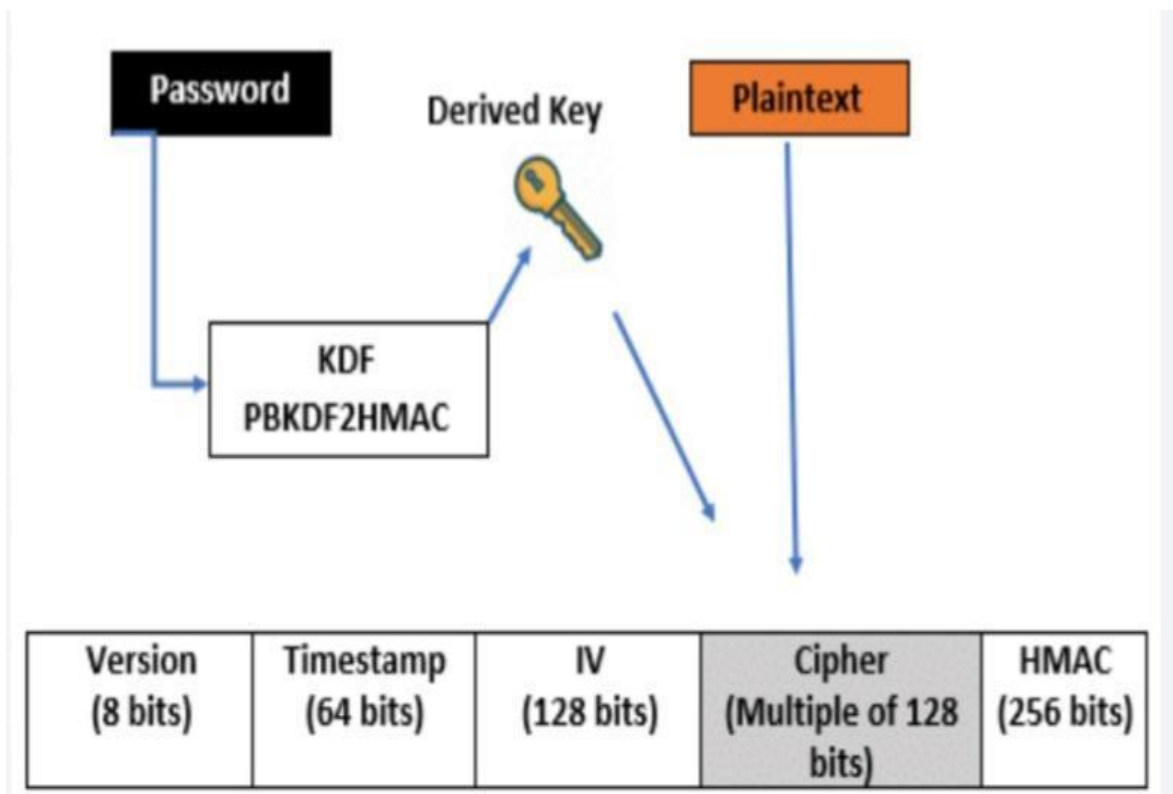 Password
Derived Key
Plaintext
KDF
PBKDF2HMAC
Version
(8 bits)
Timestamp
(64 bits)
IV
(128 bits)
Cipher
(Multiple of 128
bits)
HMAC
(256 bits)